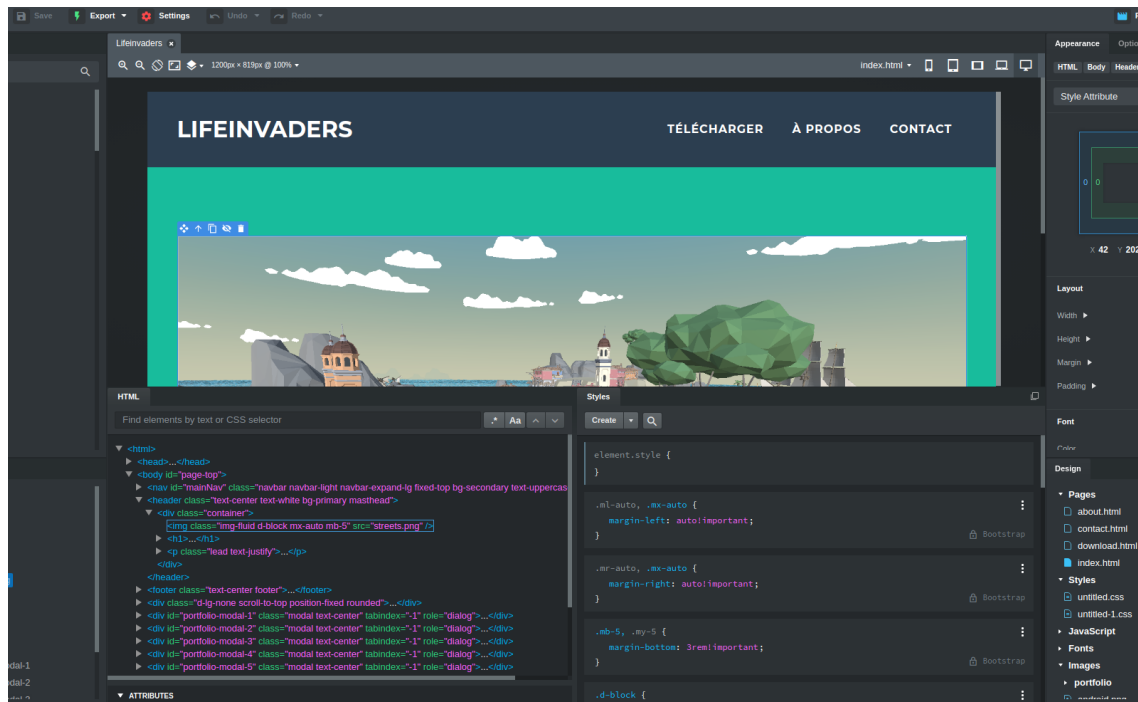 Save Export Settings Undo Redo
Lifeinvaders
Appearance
1200px × 819px @ 100% index.html
HTML Body Header
Style Attribute
LIFEINVADERS TÉLÉCHARGER À PROPOS CONTACT
0 0
X 42 Y 202
Layout
Width
Height
Margin
Padding
Font
Color
HTML
Find elements by text or CSS selector .* Aa
<html>
<head>...</head>
<body id="page-top">
<nav id="mainNav" class="navbar navbar-light navbar-expand-lg fixed-top bg-secondary text-uppercas
<header class="text-center text-white bg-primary masthead">
<div class="container">
<img class="img-fluid d-block mx-auto mb-5" src="streets.png" />
<h1>...</h1>
<p class="lead text-justify">...</p>
</div>
</header>
<footer class="text-center footer">...</footer>
<div class="d-lg-none scroll-to-top position-fixed rounded">...</div>
<div id="portfolio-modal-1" class="modal text-center" tabindex="-1" role="dialog">...</div>
<div id="portfolio-modal-2" class="modal text-center" tabindex="-1" role="dialog">...</div>
<div id="portfolio-modal-3" class="modal text-center" tabindex="-1" role="dialog">...</div>
<div id="portfolio-modal-4" class="modal text-center" tabindex="-1" role="dialog">...</div>
<div id="portfolio-modal-5" class="modal text-center" tabindex="-1" role="dialog">...</div>
ATTRIBUTES
Styles
Create
element.style {
}
.ml-auto, .mx-auto {
margin-left: auto!important;
} Bootstrap
.mr-auto, .mx-auto {
margin-right: auto!important;
} Bootstrap
.mb-5, .my-5 {
margin-bottom: 3rem!important;
} Bootstrap
.d-block {
Design
Pages
about.html
contact.html
download.html
index.html
Styles
untitled.css
untitled-1.css
JavaScript
Fonts
Images
portfolio
android.png
odal-1
odal-2